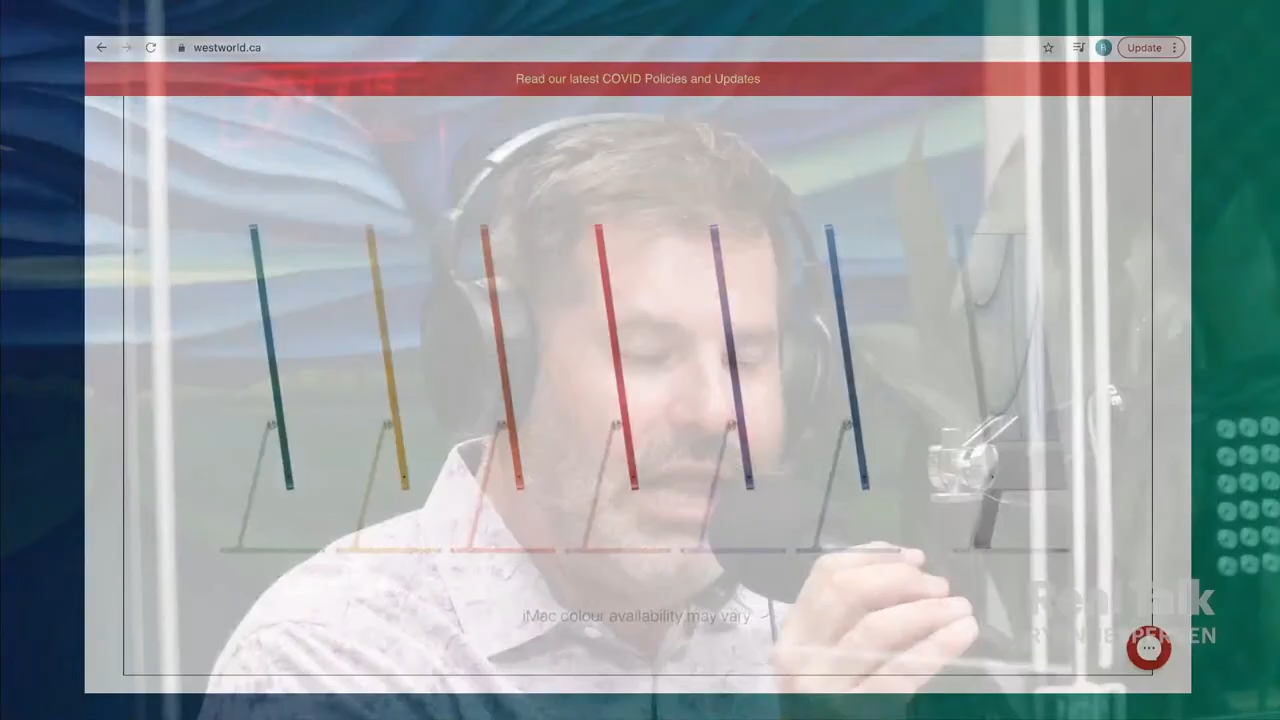 westworld.ca
Update
Read our latest COVID Policies and Updates
iMac colour availability may vary.